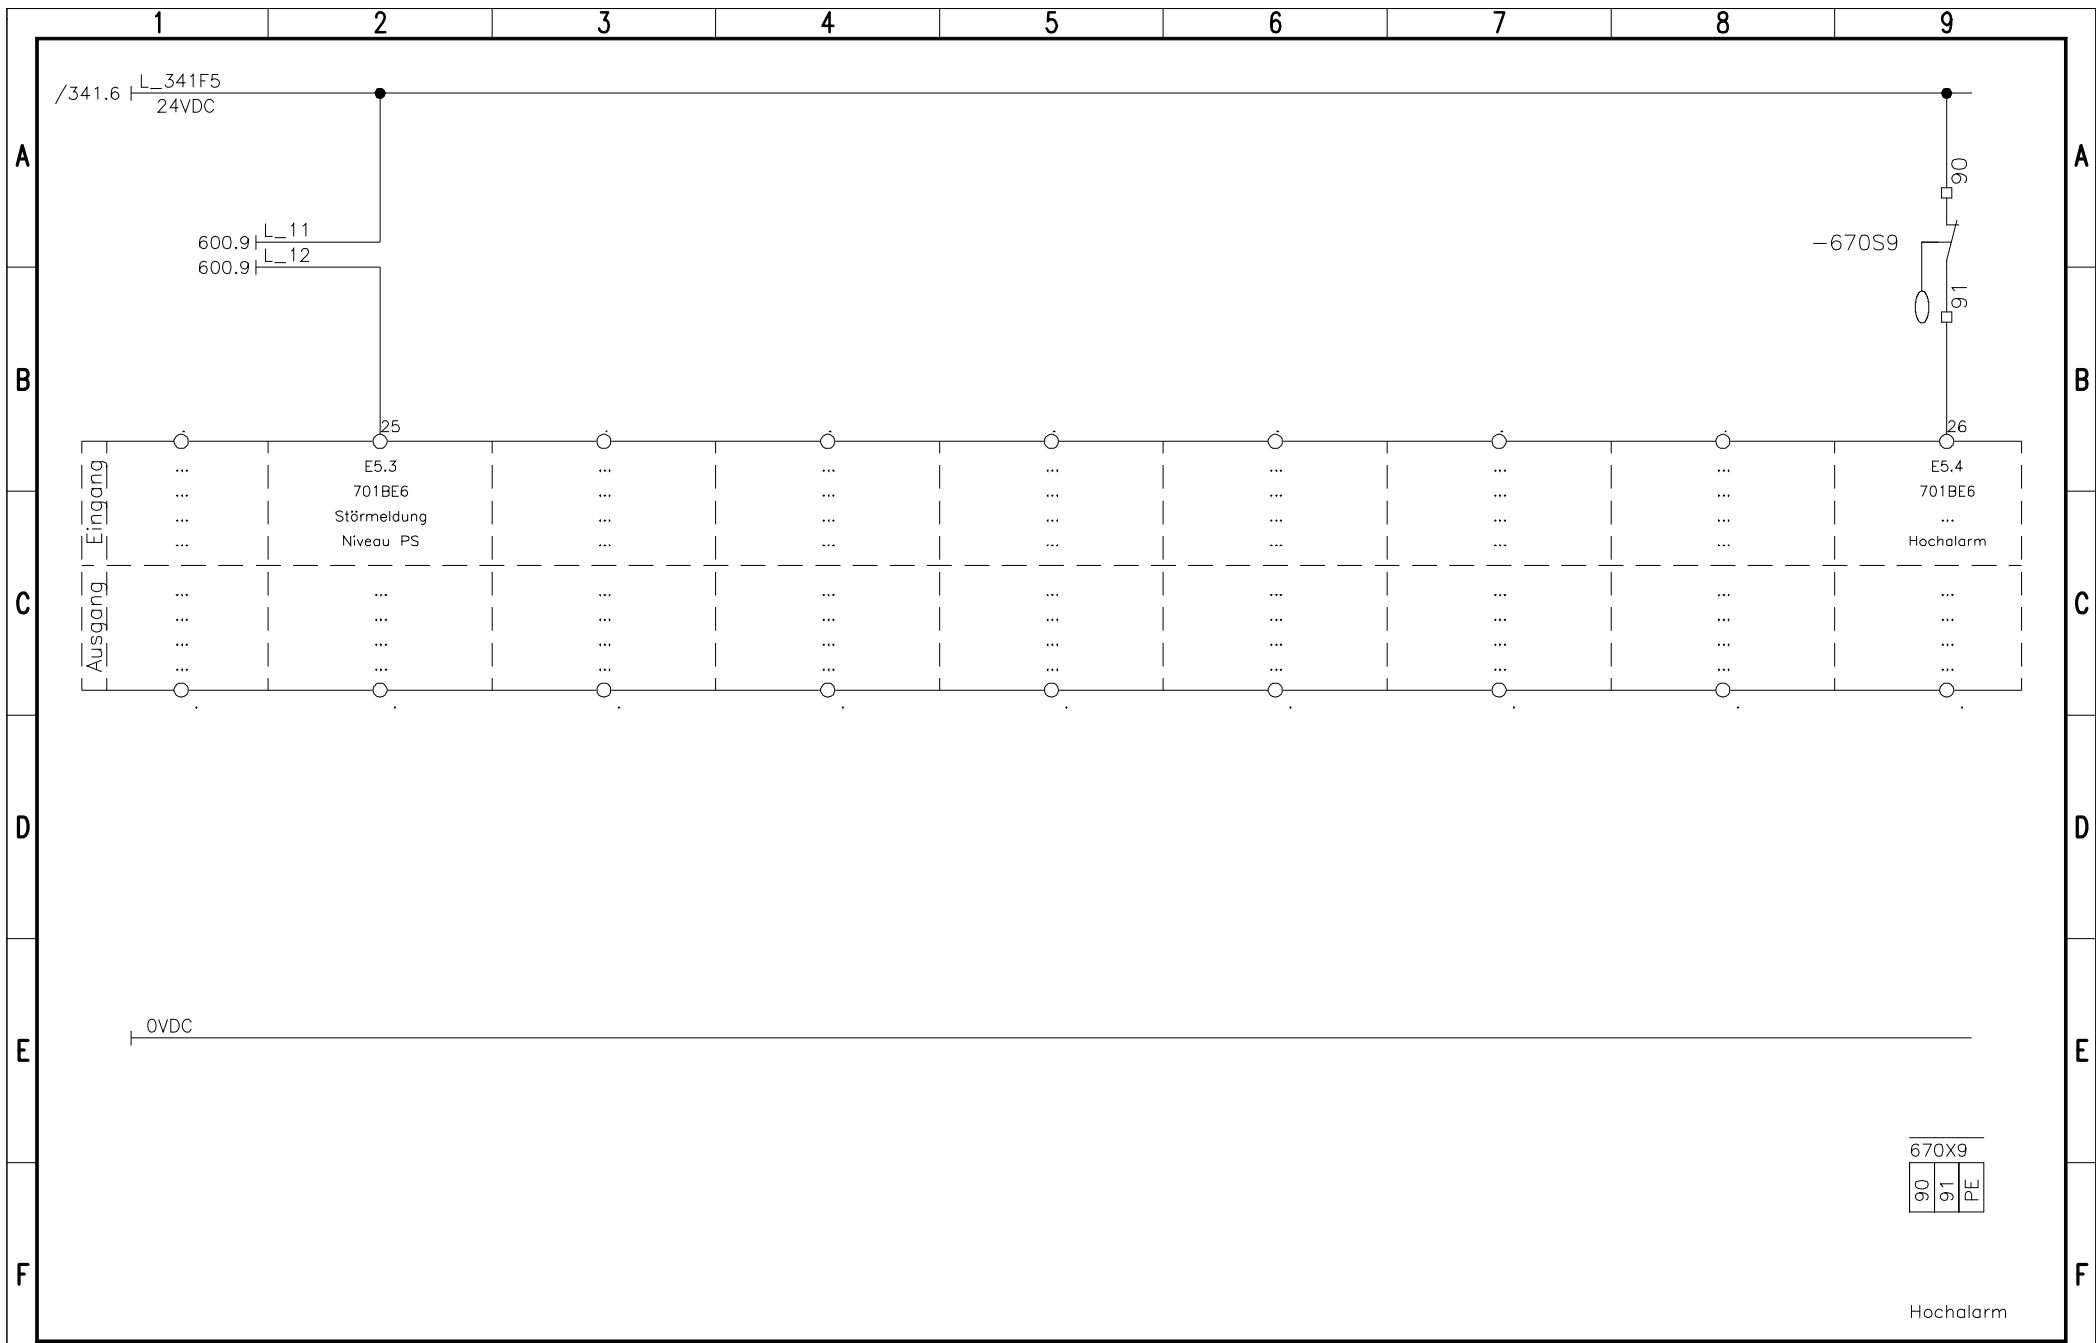 1 2 3 4 5 6 7 8 9
/341.6 L_341F5
24VDC
A A
90
600.9 L_11
-670S9
600.9 L_12
91
B B
25 26
Eingang
... E5.3 ... ... ... ... ... ... E5.4
... 701BE6 ... ... ... ... ... ... 701BE6
... Störmeldung ... ... ... ... ... ... ...
... Niveau PS ... ... ... ... ... ... Hochalarm
Ausgang
C C
... ... ... ... ... ... ... ... ...
... ... ... ... ... ... ... ... ...
... ... ... ... ... ... ... ... ...
... ... ... ... ... ... ... ... ...
D D
0VDC
E E
670X9
90 91 PE
F F
Hochalarm